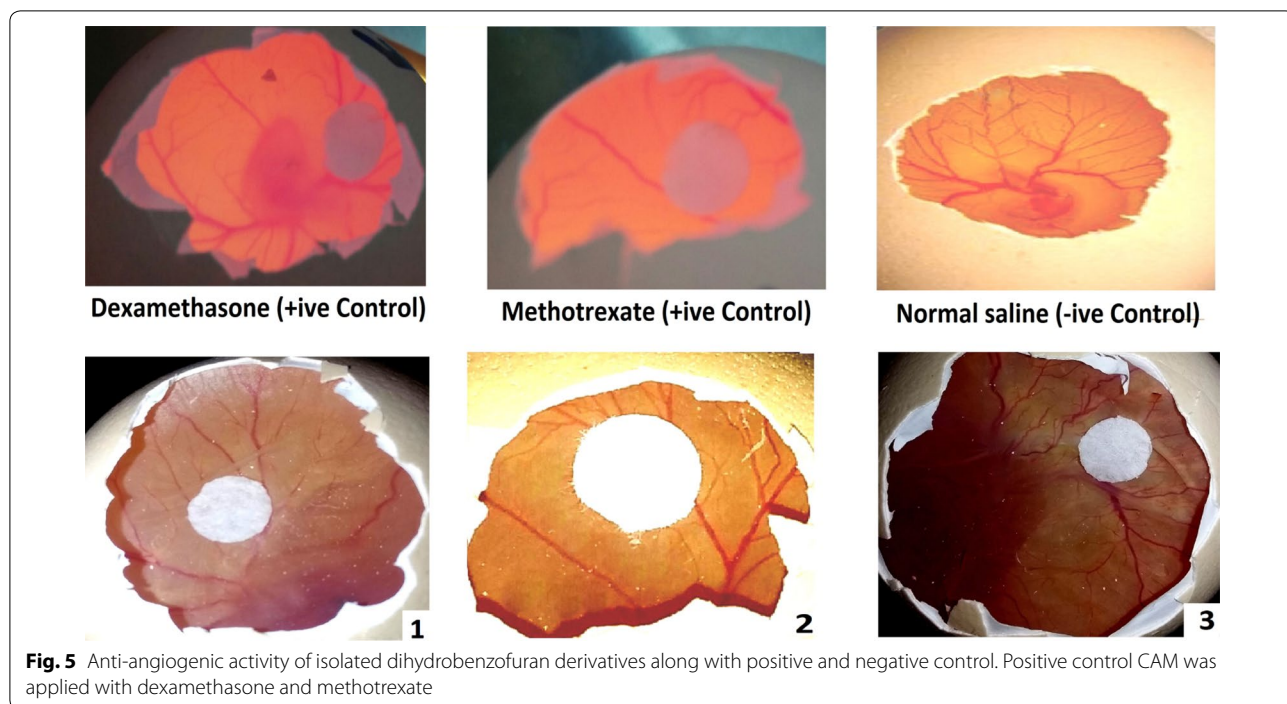 Dexamethasone (+ive Control)
Methotrexate (+ive Control)
Normal saline (-ive Control)
1
2
3
Fig. 5 Anti-angiogenic activity of isolated dihydrobenzofuran derivatives along with positive and negative control. Positive control CAM was
applied with dexamethasone and methotrexate